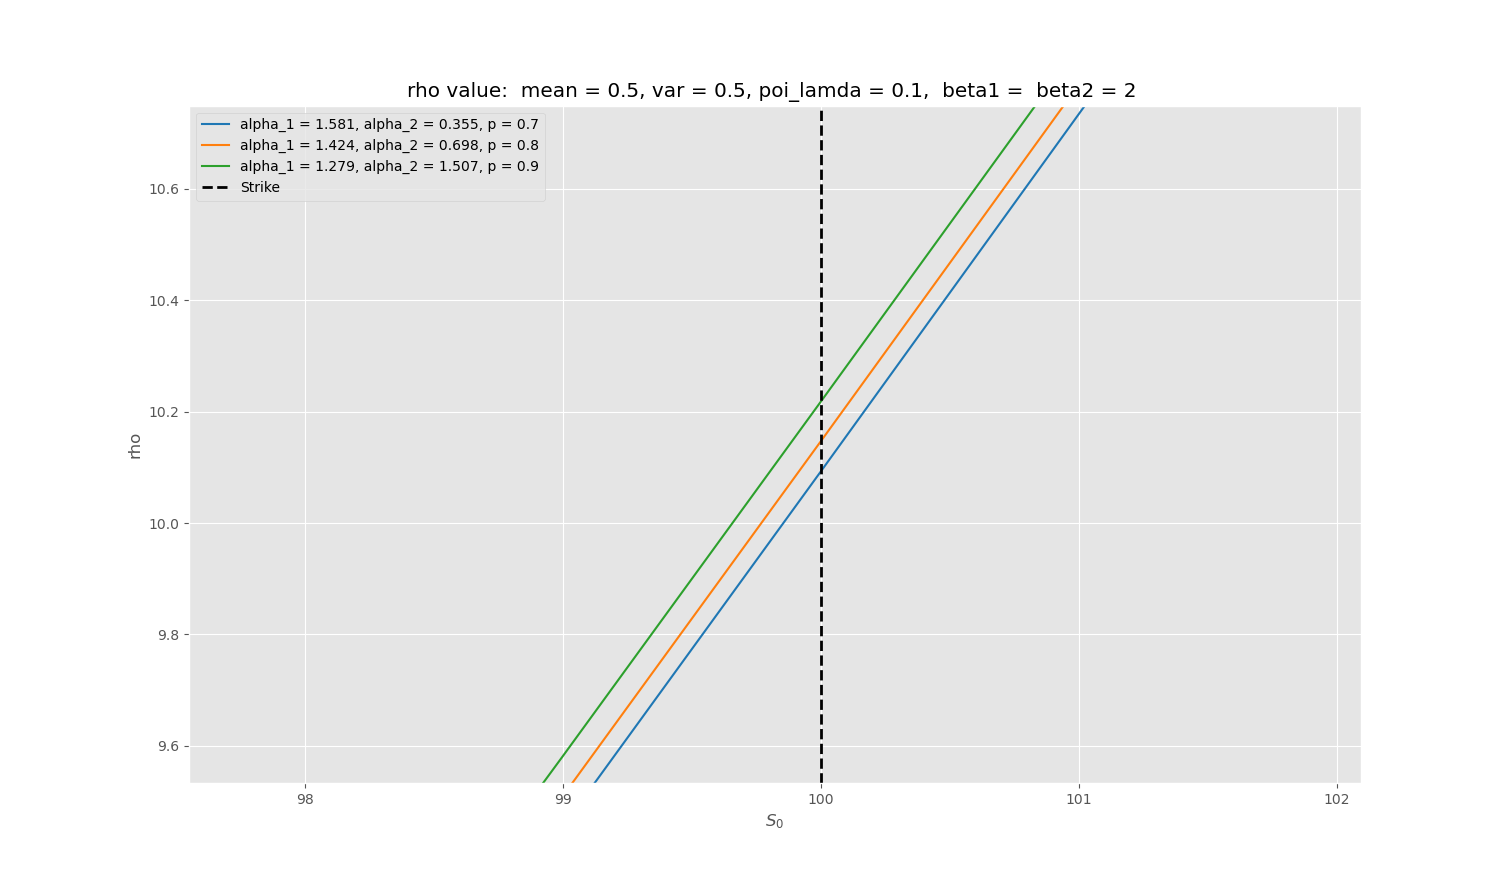 rho value:  mean = 0.5, var = 0.5, poi_lamda = 0.1,  beta1 =  beta2 = 2
alpha_1 = 1.581, alpha_2 = 0.355, p = 0.7
alpha_1 = 1.424, alpha_2 = 0.698, p = 0.8
alpha_1 = 1.279, alpha_2 = 1.507, p = 0.9
Strike
10.6
10.4
10.2
10.0
9.8
9.6
rho
98 99 100 101 102
S_0